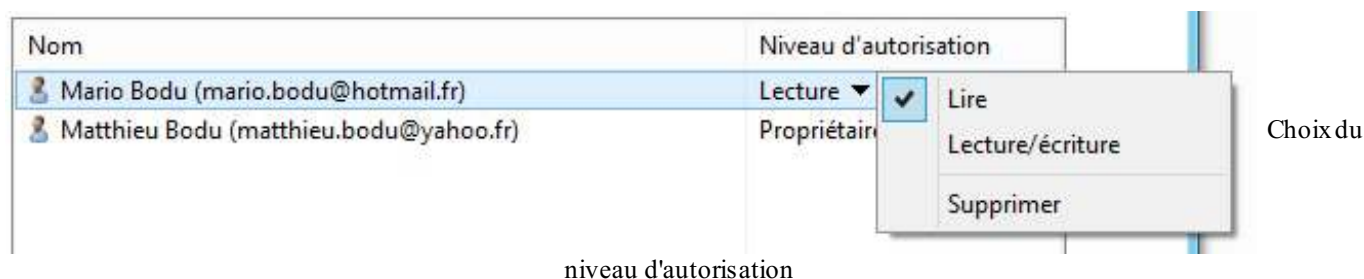 Nom Niveau d'autorisation
Mario Bodu (mario.bodu@hotmail.fr) Lecture
Matthieu Bodu (matthieu.bodu@yahoo.fr) Propriétaire
Lire
Lecture/écriture
Supprimer
Choix du
niveau d'autorisation